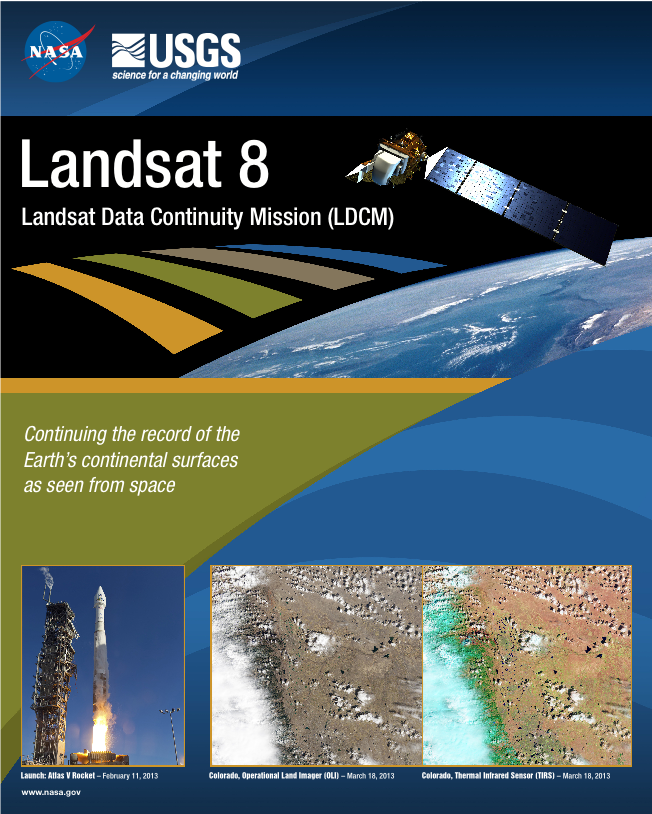 NASA
USGS
science for a changing world
Landsat 8
Landsat Data Continuity Mission (LDCM)
Continuing the record of the
Earth's continental surfaces
as seen from space
Launch: Atlas V Rocket – February 11, 2013
Colorado, Operational Land Imager (OLI) – March 18, 2013
Colorado, Thermal Infrared Sensor (TIRS) – March 18, 2013
www.nasa.gov